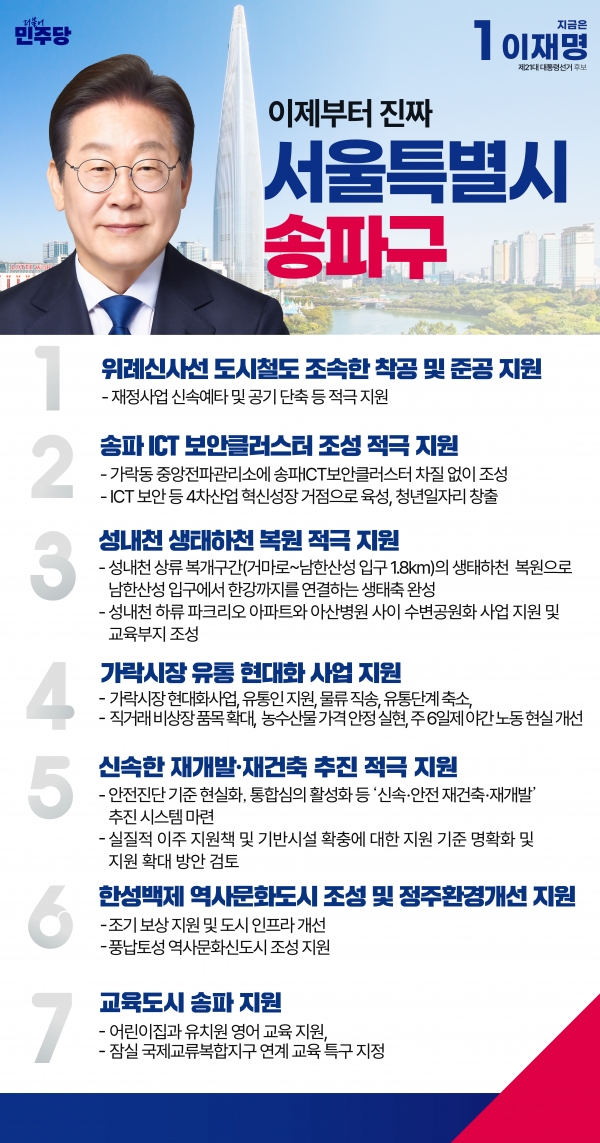 더불어
민주당
지금은
1 이재명
제21대 대통령선거 후보
이제부터 진짜
서울특별시
송파구
1
위례신사선 도시철도 조속한 착공 및 준공 지원
- 재정사업 신속예타 및 공기 단축 등 적극 지원
2
송파 ICT 보안클러스터 조성 적극 지원
- 가락동 중앙전파관리소에 송파ICT보안클러스터 차질 없이 조성
- ICT 보안 등 4차산업 혁신성장 거점으로 육성, 청년일자리 창출
3
성내천 생태하천 복원 적극 지원
- 성내천 상류 복개구간(거마로~남한산성 입구 1.8km)의 생태하천 복원으로
남한산성 입구에서 한강까지를 연결하는 생태축 완성
- 성내천 하류 파크리오 아파트와 아산병원 사이 수변공원화 사업 지원 및
교육부지 조성
4
가락시장 유통 현대화 사업 지원
- 가락시장 현대화사업, 유통인 지원, 물류 직송, 유통단계 축소,
- 직거래 비상장 품목 확대, 농수산물 가격 안정 실현, 주 6일제 야간 노동 현실 개선
5
신속한 재개발·재건축 추진 적극 지원
- 안전진단 기준 현실화, 통합심의 활성화 등 ‘신속·안전 재건축·재개발’
추진 시스템 마련
- 실질적 이주 지원책 및 기반시설 확충에 대한 지원 기준 명확화 및
지원 확대 방안 검토
6
한성백제 역사문화도시 조성 및 정주환경개선 지원
- 조기 보상 지원 및 도시 인프라 개선
- 풍납토성 역사문화신도시 조성 지원
7
교육도시 송파 지원
- 어린이집과 유치원 영어 교육 지원,
- 잠실 국제교류복합지구 연계 교육 특구 지정